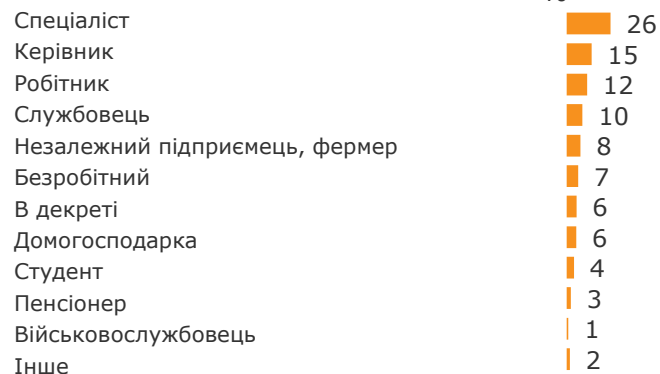 Спеціаліст 26
Керівник 15
Робітник 12
Службовець 10
Незалежний підприємець, фермер 8
Безробітний 7
В декреті 6
Домогосподарка 6
Студент 4
Пенсіонер 3
Військовослужбовець 1
Інше 2